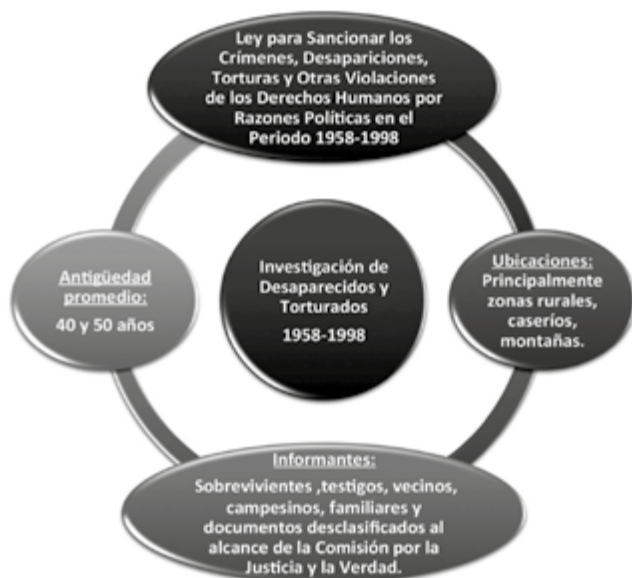 Ley para Sancionar los
Crímenes, Desapariciones,
Torturas y Otras Violaciones
de los Derechos Humanos por
Razones Políticas en el
Periodo 1958-1998
Antigüedad
promedio:
40 y 50 años
Investigación de
Desaparecidos y
Torturados
1958-1998
Ubicaciones:
Principalmente
zonas rurales,
caseríos,
montañas.
Informantes:
Sobrevivientes ,testigos, vecinos,
campesinos, familiares y
documentos desclasificados al
alcance de la Comisión por la
Justicia y la Verdad.